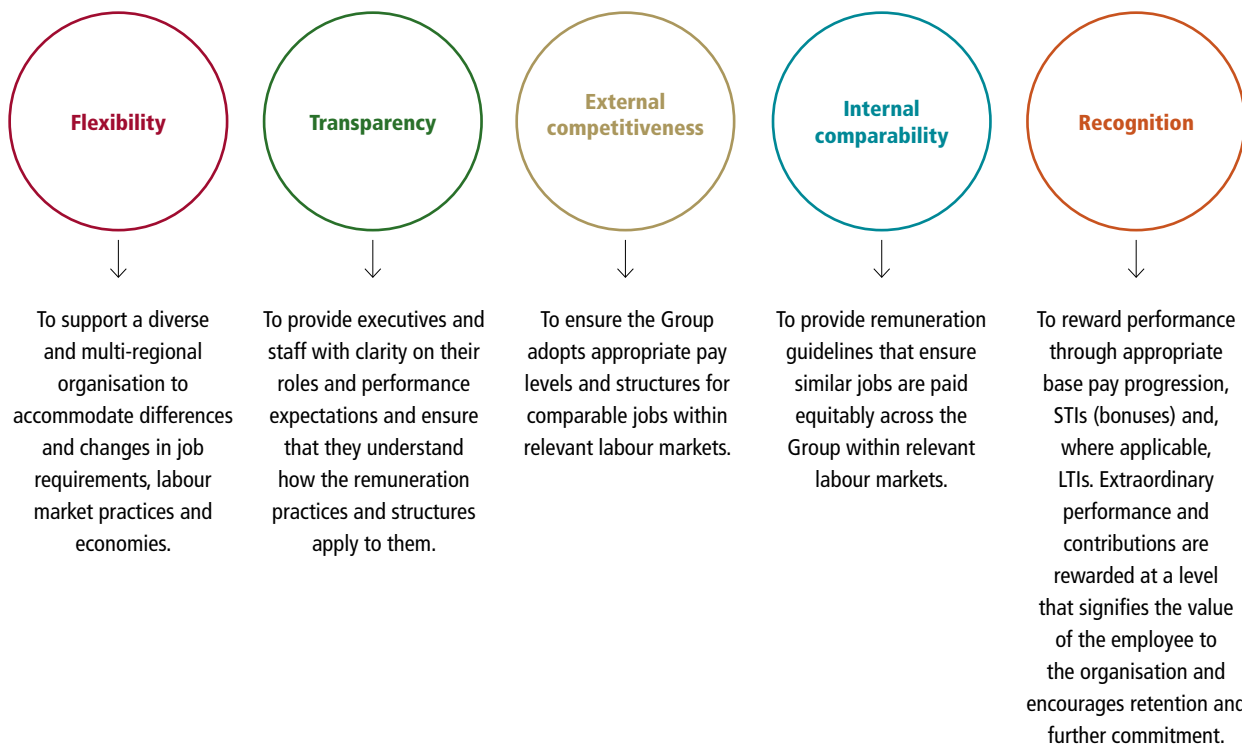 Flexibility
To support a diverse
and multi-regional
organisation to
accommodate differences
and changes in job
requirements, labour
market practices and
economies.
Transparency
To provide executives and
staff with clarity on their
roles and performance
expectations and ensure
that they understand
how the remuneration
practices and structures
apply to them.
External
competitiveness
To ensure the Group
adopts appropriate pay
levels and structures for
comparable jobs within
relevant labour markets.
Internal
comparability
To provide remuneration
guidelines that ensure
similar jobs are paid
equitably across the
Group within relevant
labour markets.
Recognition
To reward performance
through appropriate
base pay progression,
STIs (bonuses) and,
where applicable,
LTIs. Extraordinary
performance and
contributions are
rewarded at a level
that signifies the value
of the employee to
the organisation and
encourages retention and
further commitment.